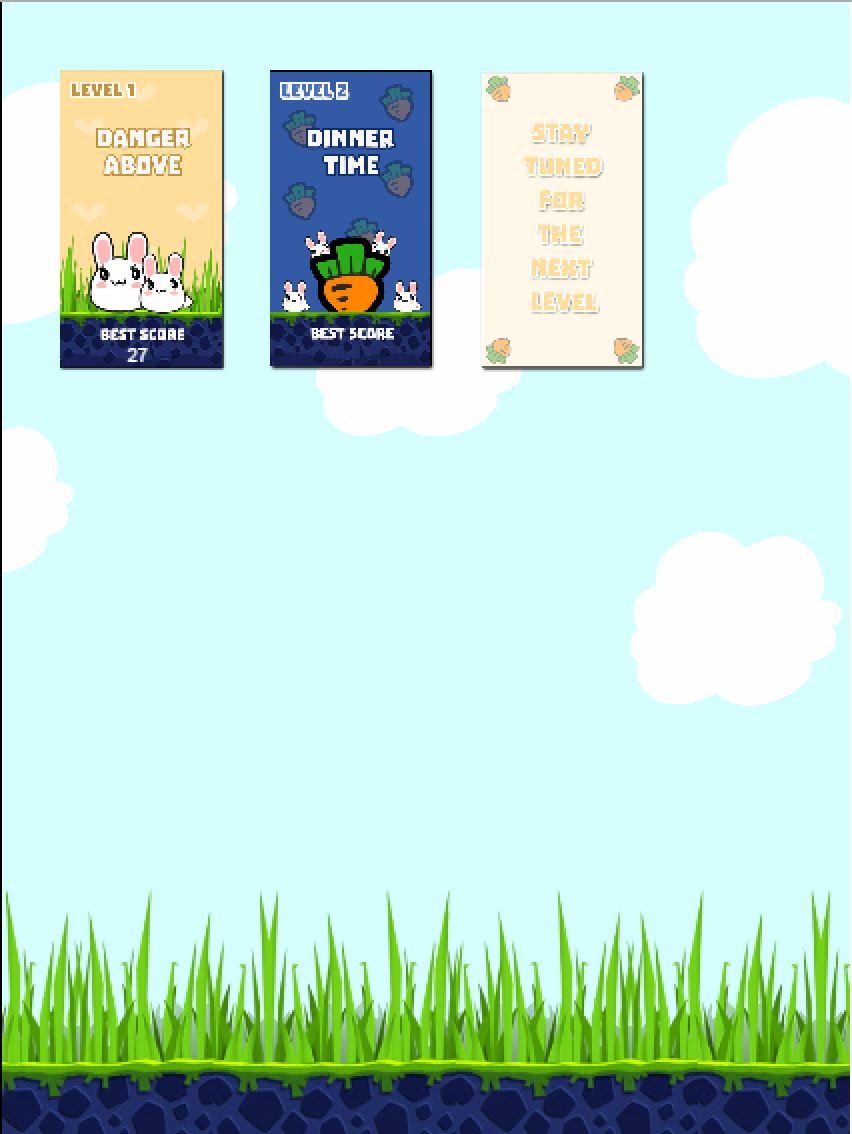 LEVEL 1
DANGER
ABOVE
BEST SCORE
27
LEVEL 2
DINNER
TIME
BEST SCORE
STAY
TUNED
FOR
THE
NEXT
LEVEL